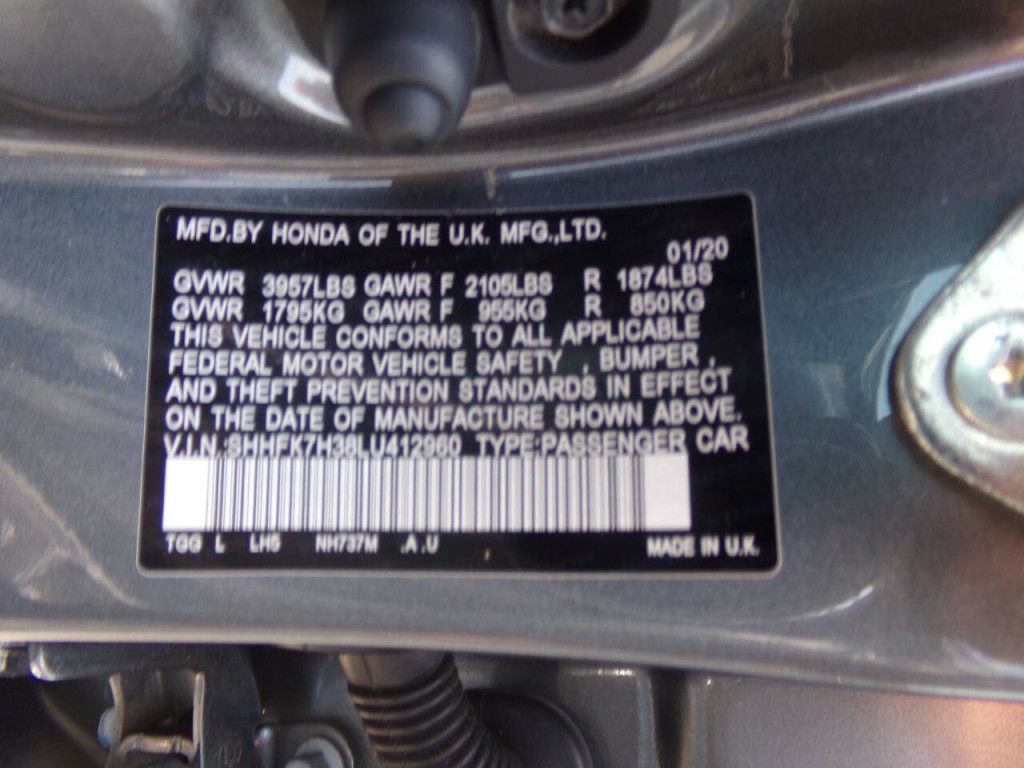 MFD.BY HONDA OF THE U.K. MFG.,LTD.
01/20
GVWR 3957LBS GAWR F 2105LBS R 1874LBS
GVWR 1795KG GAWR F 955KG R 850KG
THIS VEHICLE CONFORMS TO ALL APPLICABLE
FEDERAL MOTOR VEHICLE SAFETY , BUMPER ,
AND THEFT PREVENTION STANDARDS IN EFFECT
ON THE DATE OF MANUFACTURE SHOWN ABOVE.
V.I.N.:SHHFK7H38LU412960 TYPE:PASSENGER CAR
TGG L LH5 NH737M .A .U MADE IN U.K.